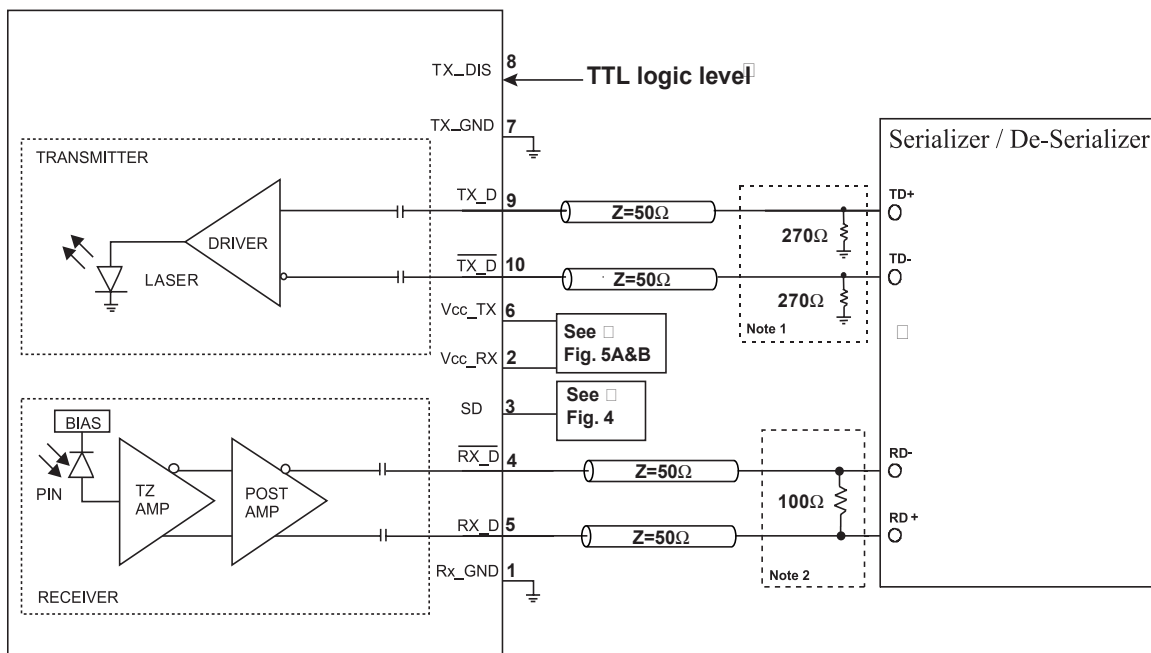 8
TX_DIS
TTL logic level
TX_GND
7
TRANSMITTER
DRIVER
LASER
TX_D
9
Z=50Ω
TX_D
10
Z=50Ω
270Ω
270Ω
Note 1
Serializer / De-Serializer
TD+
TD-
Vcc_TX
6
Vcc_RX
2
See
Fig. 5A&B
SD
3
See
Fig. 4
BIAS
PIN
TZ
AMP
POST
AMP
RX_D
4
Z=50Ω
RX_D
5
Z=50Ω
100Ω
Note 2
RD-
RD+
Rx_GND
1
RECEIVER